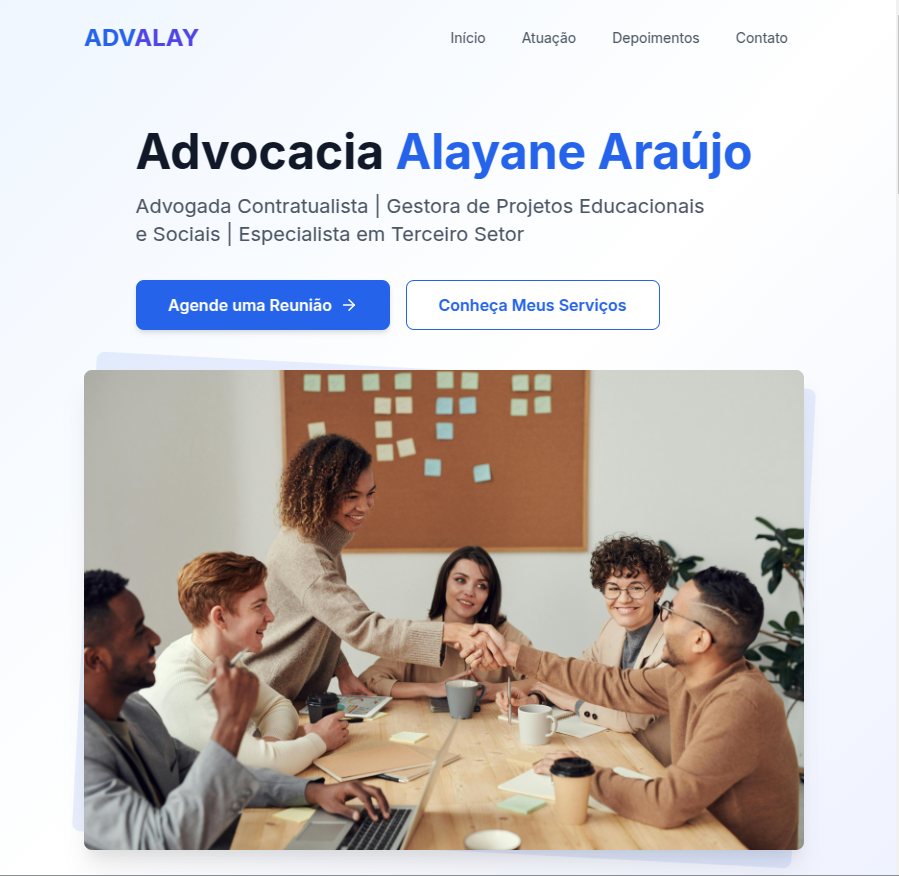 ADVALAY
Início Atuação Depoimentos Contato
Advocacia Alayane Araújo
Advogada Contratualista | Gestora de Projetos Educacionais
e Sociais | Especialista em Terceiro Setor
Agende uma Reunião →
Conheça Meus Serviços